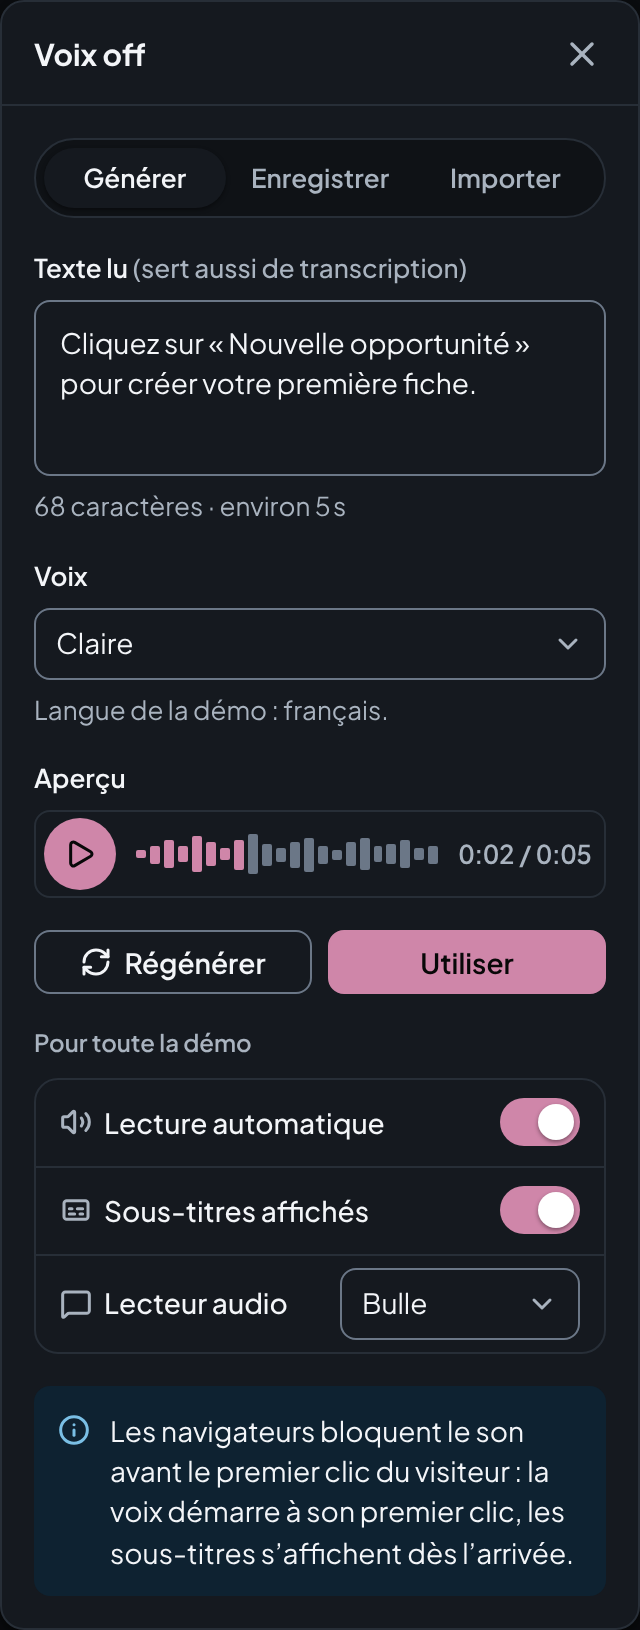 Voix off
Générer
Enregistrer
Importer
Texte lu (sert aussi de transcription)
Cliquez sur « Nouvelle opportunité »
pour créer votre première fiche.
68 caractères · environ 5 s
Voix
Claire
Langue de la démo : français.
Aperçu
0:02 / 0:05
Régénérer
Utiliser
Pour toute la démo
Lecture automatique
Sous-titres affichés
Lecteur audio
Bulle
Les navigateurs bloquent le son
avant le premier clic du visiteur : la
voix démarre à son premier clic, les
sous-titres s’affichent dès l’arrivée.